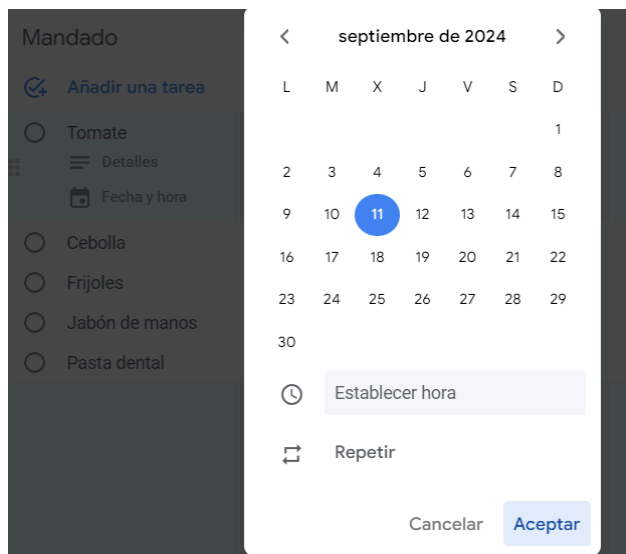 Mandado
Añadir una tarea
Tomate
Detalles
Fecha y hora
Cebolla
Frijoles
Jabón de manos
Pasta dental
septiembre de 2024
L M X J V S D
1
2 3 4 5 6 7 8
9 10 11 12 13 14 15
16 17 18 19 20 21 22
23 24 25 26 27 28 29
30
Establecer hora
Repetir
Cancelar Aceptar